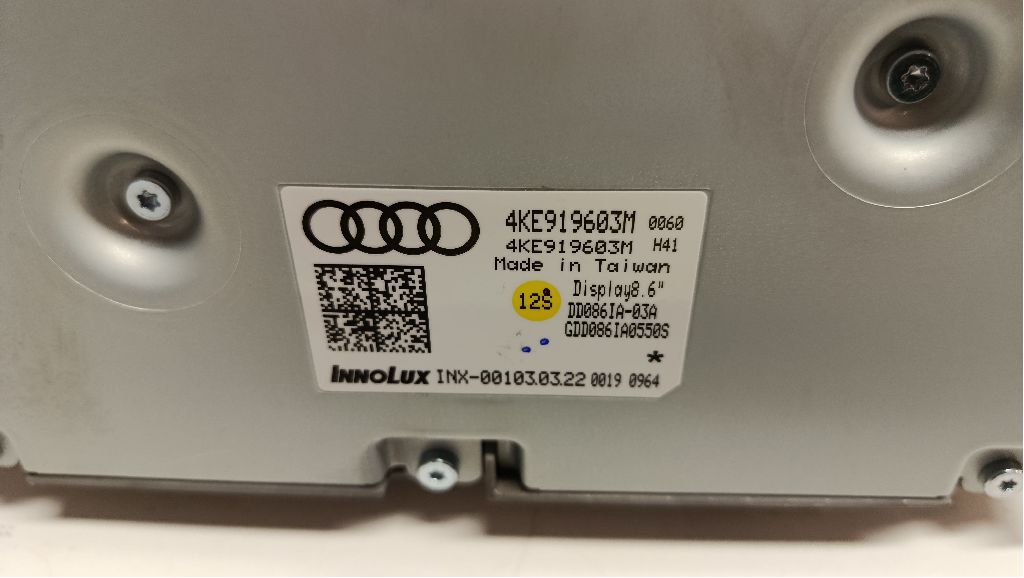 4KE919603M 0060
4KE919603M H41
Made in Taiwan
Display8.6"
12S
DD086IA-03A
GDD086IA0550S
*
INNOLUX INX-00103.03.22 0019 0964